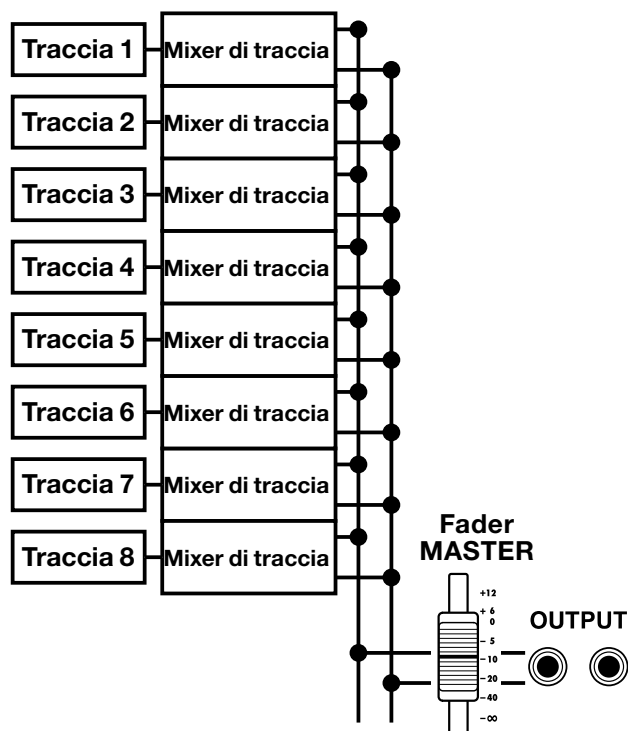 Traccia 1 Mixer di traccia
Traccia 2 Mixer di traccia
Traccia 3 Mixer di traccia
Traccia 4 Mixer di traccia
Traccia 5 Mixer di traccia
Traccia 6 Mixer di traccia
Traccia 7 Mixer di traccia
Traccia 8 Mixer di traccia
Fader
MASTER
+12
+ 6
0
- 5
- 10
- 20
- 40
- ∞
OUTPUT